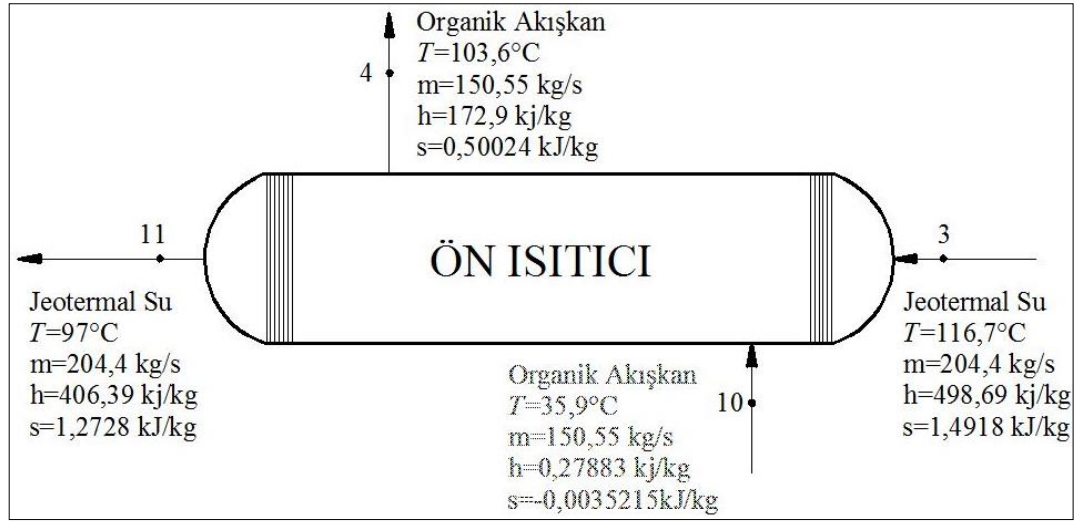 Organik Akışkan
T=103,6°C
4
m=150,55 kg/s
h=172,9 kj/kg
s=0,50024 kJ/kg
11
ÖN ISITICI
3
Jeotermal Su
T=97°C
m=204,4 kg/s
h=406,39 kj/kg
s=1,2728 kJ/kg
Organik Akışkan
T=35,9°C
10
m=150,55 kg/s
h=0,27883 kj/kg
s=-0,0035215kJ/kg
Jeotermal Su
T=116,7°C
m=204,4 kg/s
h=498,69 kj/kg
s=1,4918 kJ/kg